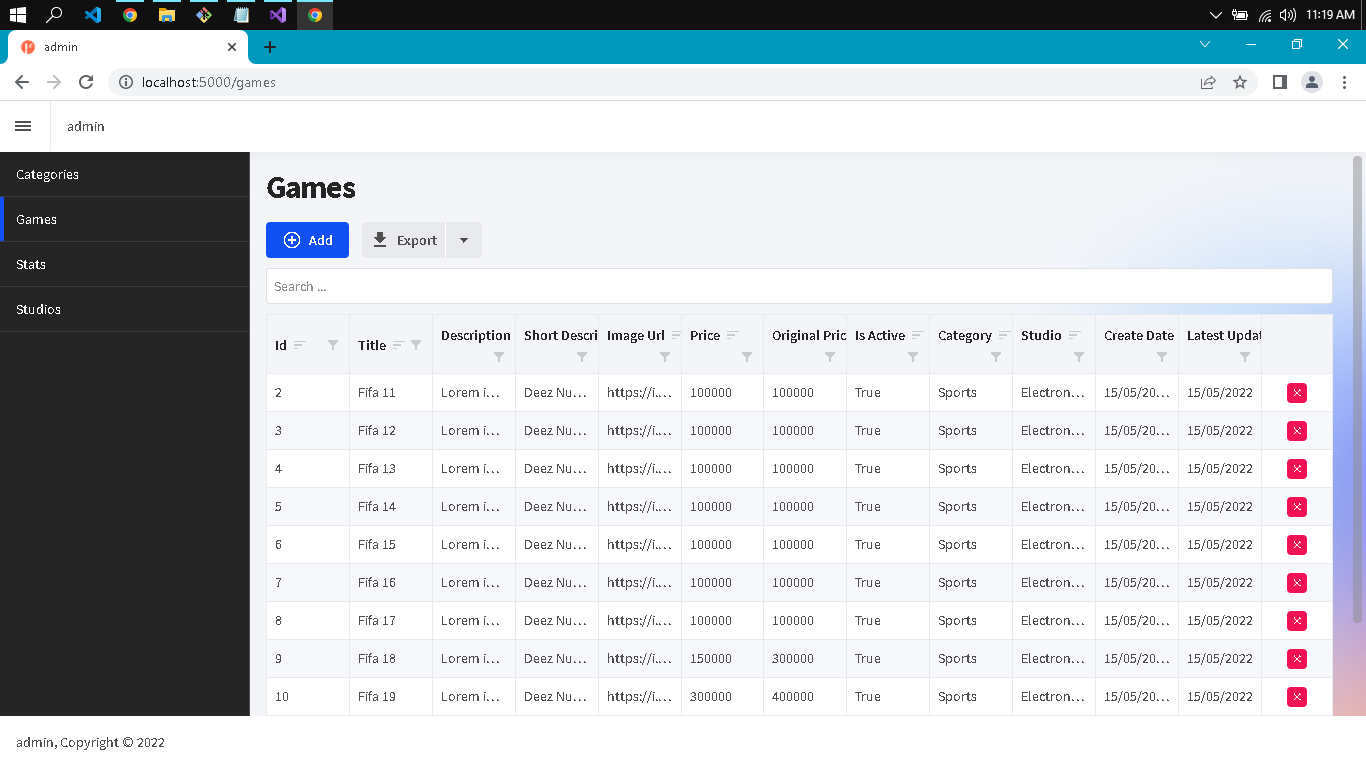 11:19 AM
admin
localhost:5000/games
admin
Categories
Games
Stats
Studios
Games
Add
Export
Search ...
Id Title Description Short Descri Image Url Price Original Pric Is Active Category Studio Create Date Latest Updat
2 Fifa 11 Lorem i... Deez Nu... https://i.... 100000 100000 True Sports Electron... 15/05/20... 15/05/2022
3 Fifa 12 Lorem i... Deez Nu... https://i.... 100000 100000 True Sports Electron... 15/05/20... 15/05/2022
4 Fifa 13 Lorem i... Deez Nu... https://i.... 100000 100000 True Sports Electron... 15/05/20... 15/05/2022
5 Fifa 14 Lorem i... Deez Nu... https://i.... 100000 100000 True Sports Electron... 15/05/20... 15/05/2022
6 Fifa 15 Lorem i... Deez Nu... https://i.... 100000 100000 True Sports Electron... 15/05/20... 15/05/2022
7 Fifa 16 Lorem i... Deez Nu... https://i.... 100000 100000 True Sports Electron... 15/05/20... 15/05/2022
8 Fifa 17 Lorem i... Deez Nu... https://i.... 100000 100000 True Sports Electron... 15/05/20... 15/05/2022
9 Fifa 18 Lorem i... Deez Nu... https://i.... 150000 300000 True Sports Electron... 15/05/20... 15/05/2022
10 Fifa 19 Lorem i... Deez Nu... https://i.... 300000 400000 True Sports Electron... 15/05/20... 15/05/2022
admin, Copyright © 2022